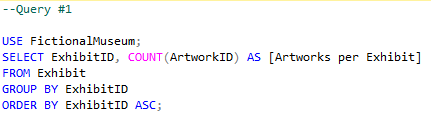 --Query #1
USE FictionalMuseum;
SELECT ExhibitID, COUNT(ArtworkID) AS [Artworks per Exhibit]
FROM Exhibit
GROUP BY ExhibitID
ORDER BY ExhibitID ASC;